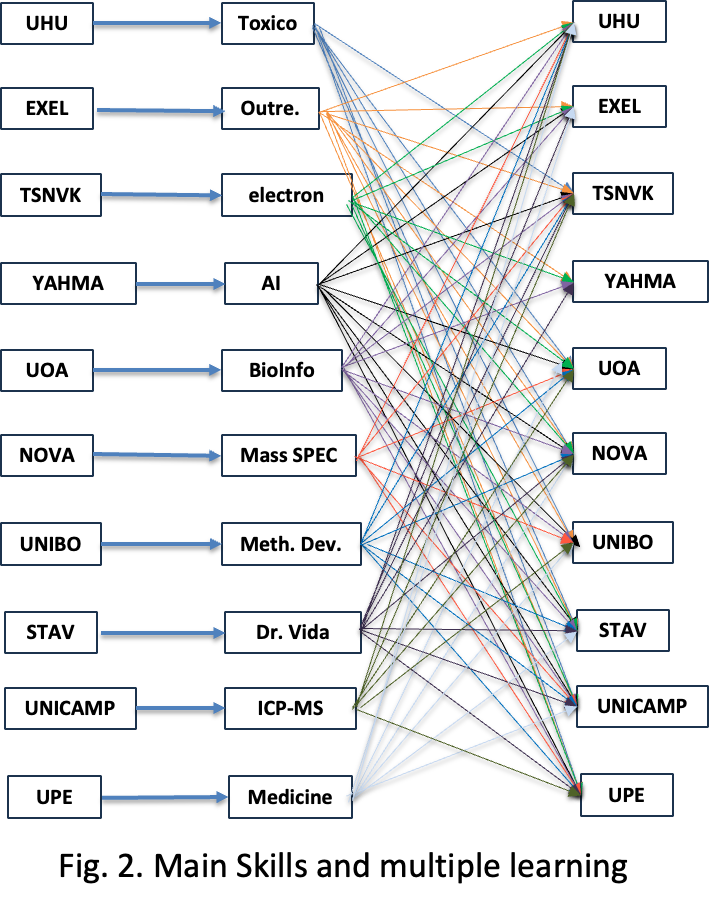 UHU Toxico UHU
EXEL Outre. EXEL
TSNVK electron TSNVK
YAHMA AI YAHMA
UOA BioInfo UOA
NOVA Mass SPEC NOVA
UNIBO Meth. Dev. UNIBO
STAV Dr. Vida STAV
UNICAMP ICP-MS UNICAMP
UPE Medicine UPE
Fig. 2. Main Skills and multiple learning